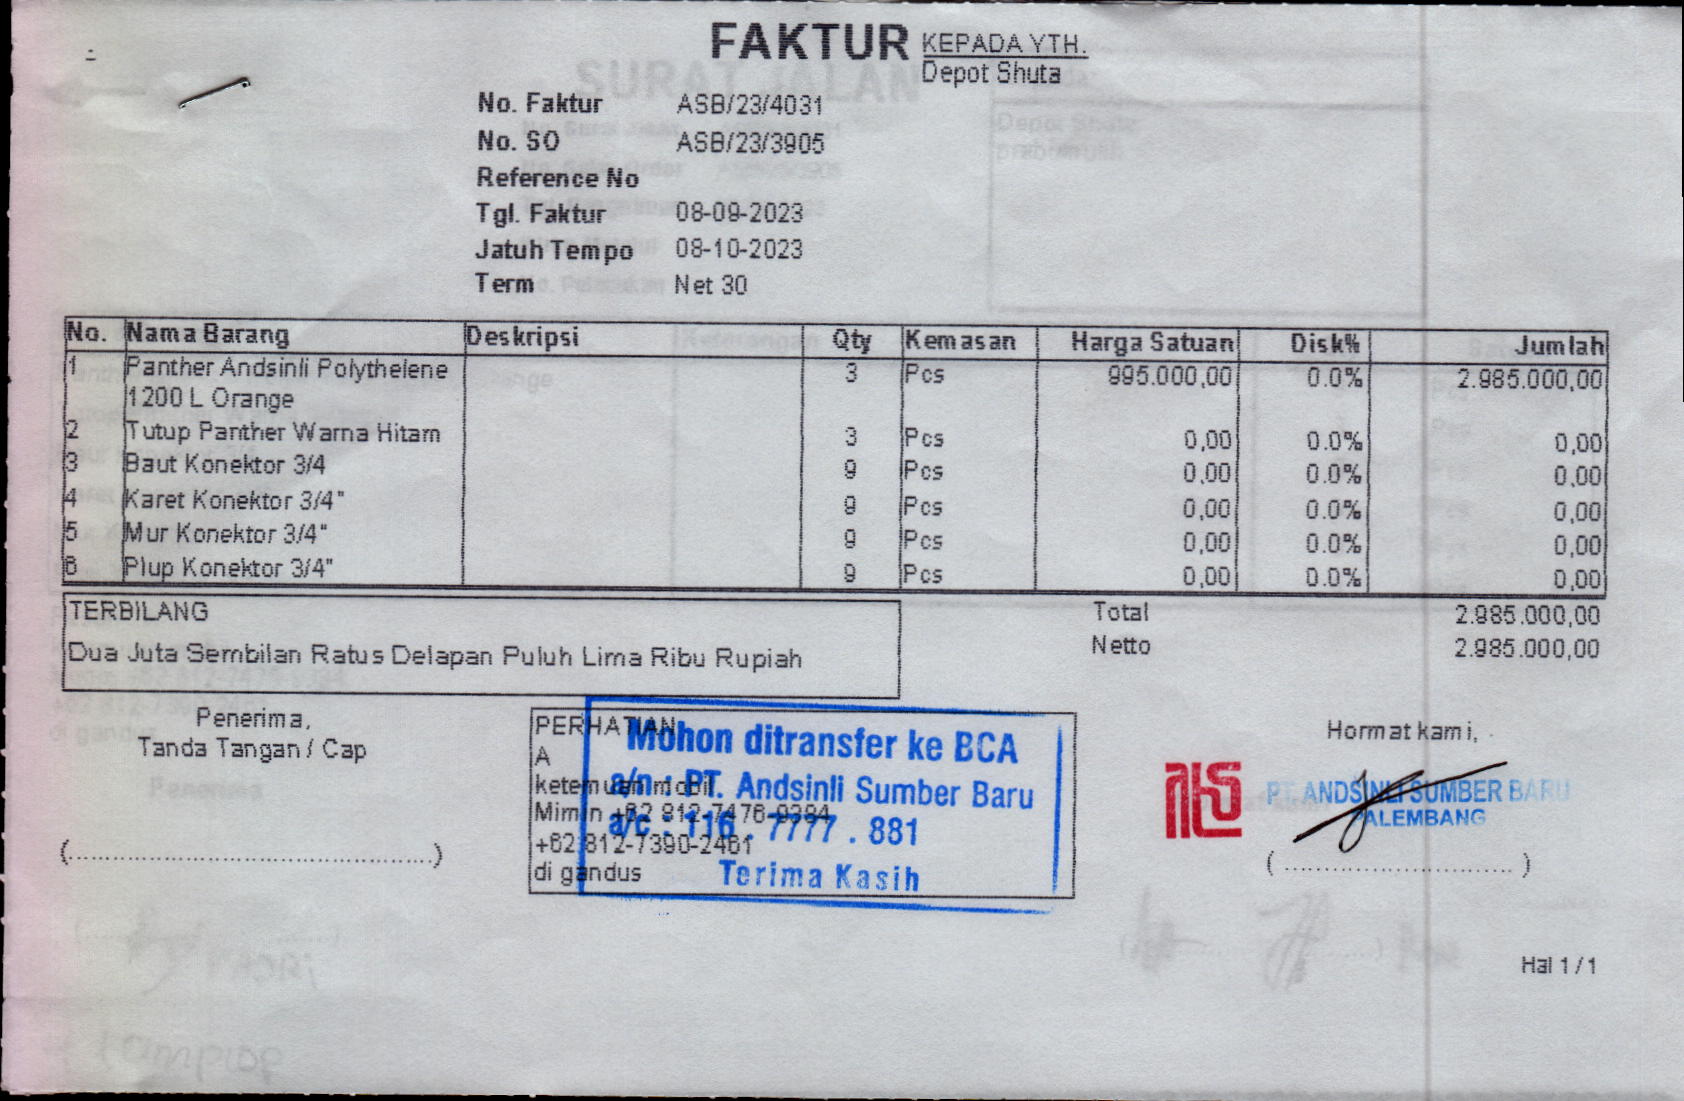 FAKTUR
KEPADA YTH.
Depot Shuta
No. Faktur ASB/23/4031
No. SO ASB/23/3905
Reference No
Tgl. Faktur 08-09-2023
Jatuh Tempo 08-10-2023
Term Net 30
No. Nama Barang Deskripsi Qty Kemasan Harga Satuan Disk% Jumlah
1 Panther Andsinli Polythelene 3 Pcs 995.000,00 0.0% 2.985.000,00
1200 L Orange
2 Tutup Panther Warna Hitam 3 Pcs 0,00 0.0% 0,00
3 Baut Konektor 3/4 9 Pcs 0,00 0.0% 0,00
4 Karet Konektor 3/4" 9 Pcs 0,00 0.0% 0,00
5 Mur Konektor 3/4" 9 Pcs 0,00 0.0% 0,00
6 Plup Konektor 3/4" 9 Pcs 0,00 0.0% 0,00
TERBILANG
Dua Juta Sembilan Ratus Delapan Puluh Lima Ribu Rupiah
Total 2.985.000,00
Netto 2.985.000,00
Penerima,
Tanda Tangan / Cap
(............................................)
PERHATIAN
A
ketemuan mobil
Mimin +62 812-7476-9384
+62 812-7390-2461
di gandus
Mohon ditransfer ke BCA
a/n : PT. Andsinli Sumber Baru
a/c : 116 . 7777 . 881
Terima Kasih
Hormat kami,
PT ANDSINLI SUMBER BARU
PALEMBANG
(............................)
Hal 1 / 1